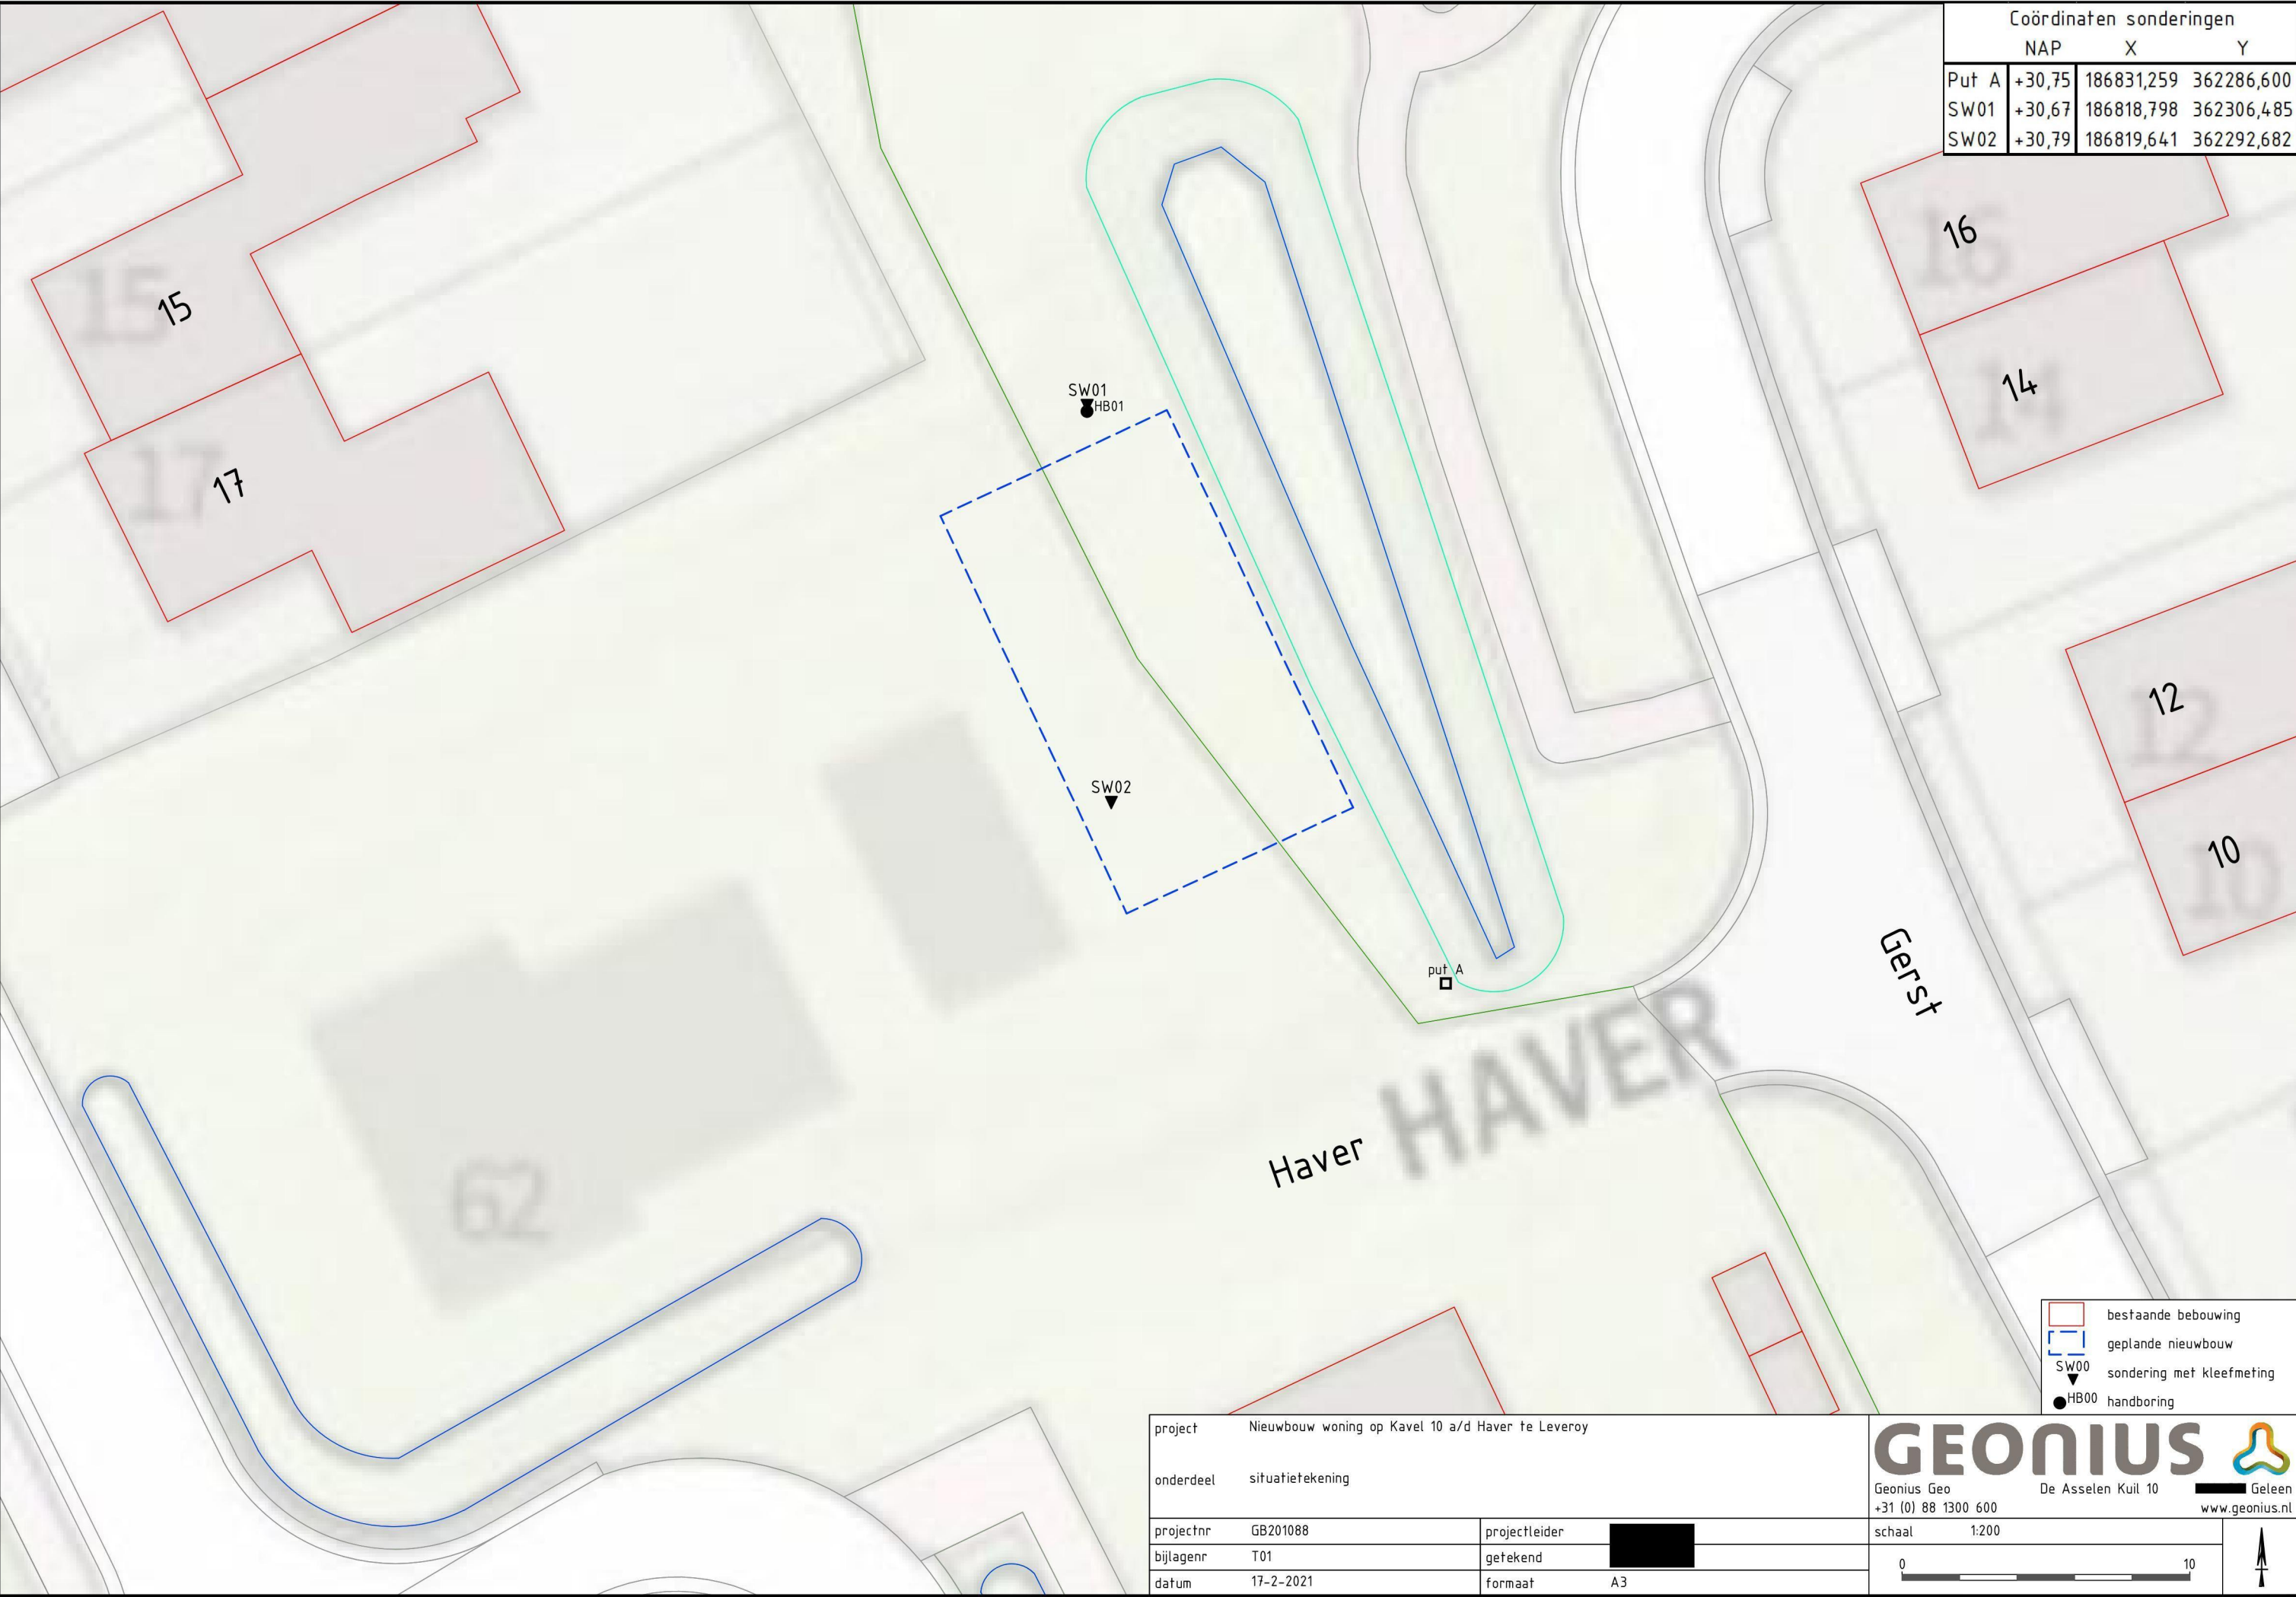 Coördinaten sonderingen
NAP X Y
Put A +30,75 186831,259 362286,600
SW01 +30,67 186818,798 362306,485
SW02 +30,79 186819,641 362292,682
16
16
15
15
14
14
SW01
HB01
17
17
12
12
SW02
10
10
Gerst
put A
HAVER
Haver
62
bestaande bebouwing
geplande nieuwbouw
SW00 sondering met kleefmeting
HB00 handboring
project Nieuwbouw woning op Kavel 10 a/d Haver te Leveroy
onderdeel situatietekening
projectnr GB201088 projectleider
bijlagenr T01 getekend
datum 17-2-2021 formaat A3
GEONIUS
Geonius Geo De Asselen Kuil 10 Geleen
+31 (0) 88 1300 600 www.geonius.nl
schaal 1:200
0 10